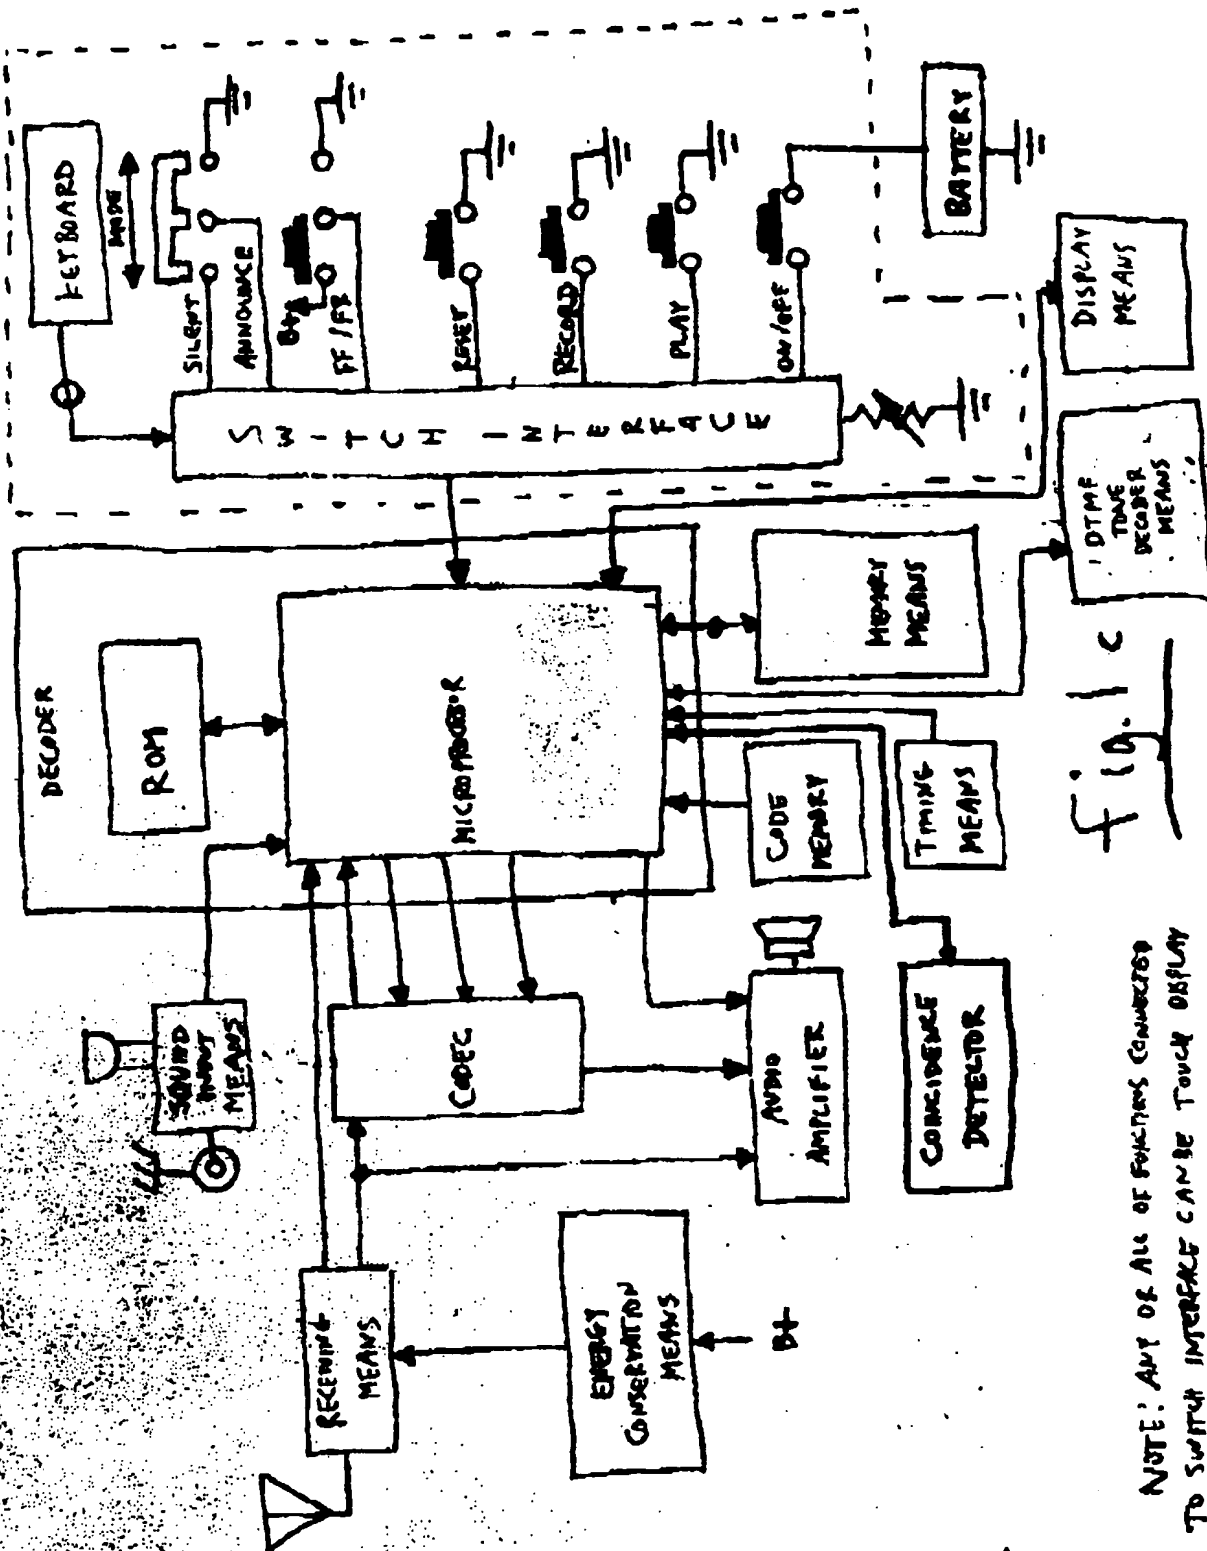 KEYBOARD
MODE
SILENT
ANNOUNCE
B+
FF/FR
RESET
RECORD
PLAY
ON/OFF
BATTERY
SWITCH INTERFACE
DISPLAY
MEANS
DTMF
TONE
DECODER
MEANS
DECODER
ROM
MICROPROCESSOR
MEMORY
MEANS
CODE
MEMORY
TIMING
MEANS
SOUND
INPUT
MEANS
CODEC
AUDIO
AMPLIFIER
COINCIDENCE
DETECTOR
RECEIVING
MEANS
ENERGY
CONSERVATION
MEANS
B+
fig. 1c
NOTE: ANY OR ALL OF FUNCTIONS CONNECTED
TO SWITCH INTERFACE CAN BE TOUCH DISPLAY